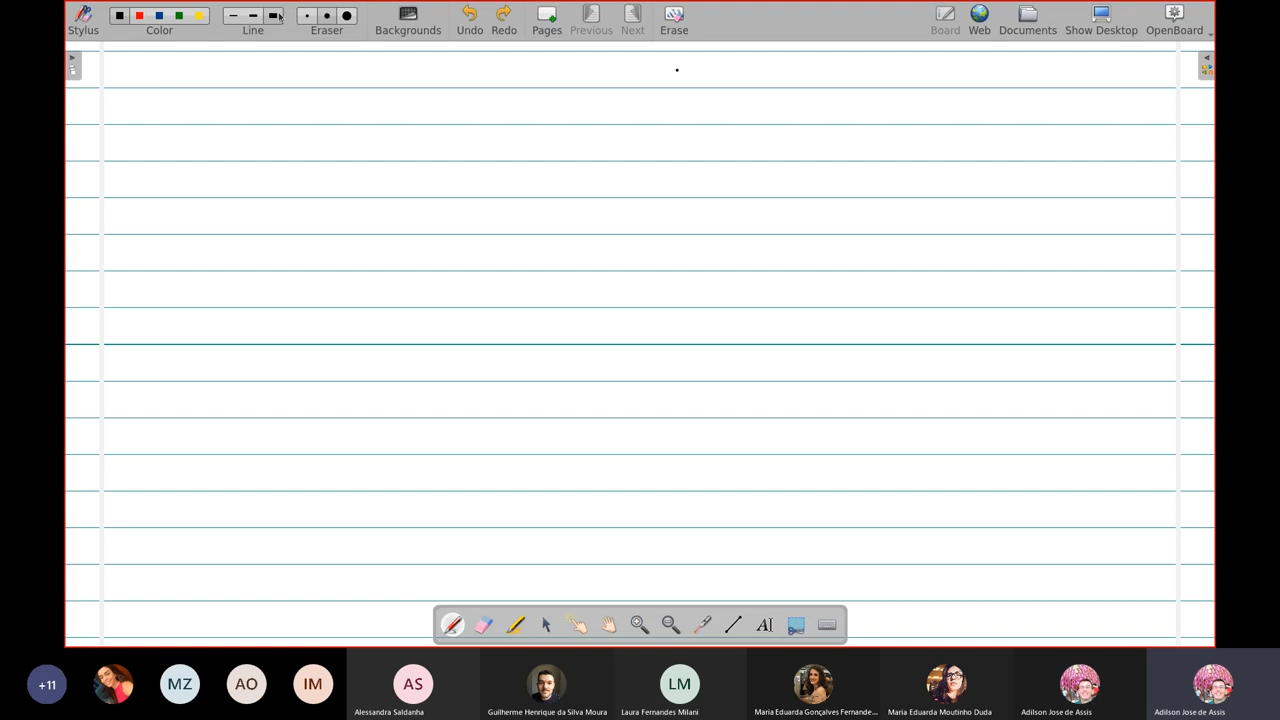 Stylus Color Line Eraser Backgrounds Undo Redo Pages Previous Next Erase Board Web Documents Show Desktop OpenBoard
AI
+11 MZ AO IM AS LM
Alessandra Saldanha Guilherme Henrique da Silva Moura Laura Fernandes Milani Maria Eduarda Gonçalves Fernande... Maria Eduarda Moutinho Duda Adilson Jose de Assis Adilson Jose de Assis